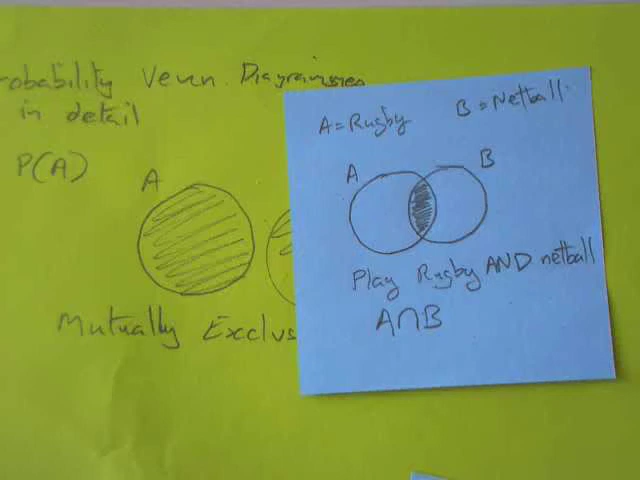 robability Venn Diagrams
in detail
P(A)
A
Mutually Exclus
A = Rugby
B = Netball
A
B
Play Rugby AND netball
A∩B